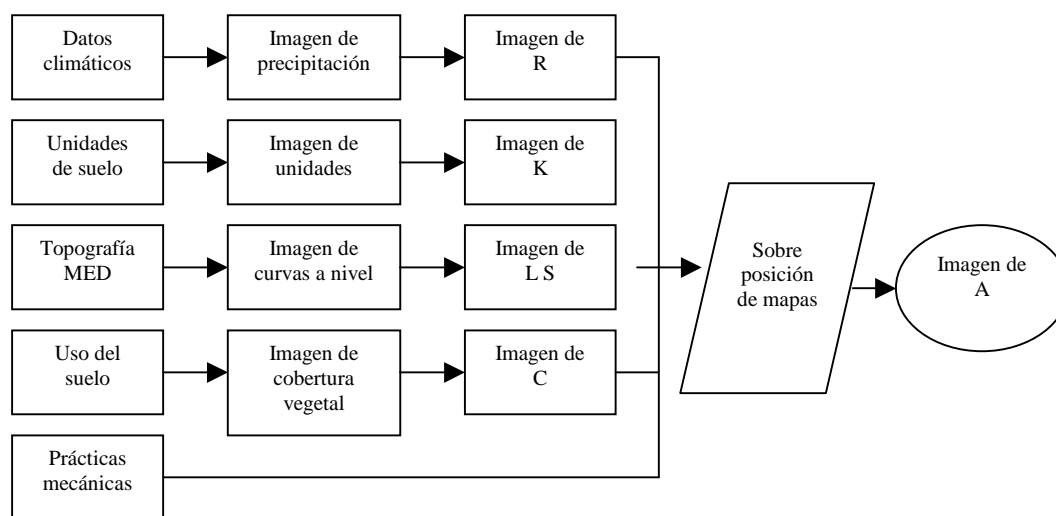 Datos
climáticos
Imagen de
precipitación
Imagen de
R
Unidades
de suelo
Imagen de
unidades
Imagen de
K
Topografía
MED
Imagen de
curvas a nivel
Imagen de
L S
Uso del
suelo
Imagen de
cobertura
vegetal
Imagen de
C
Prácticas
mecánicas
Sobre
posición
de mapas
Imagen de
A